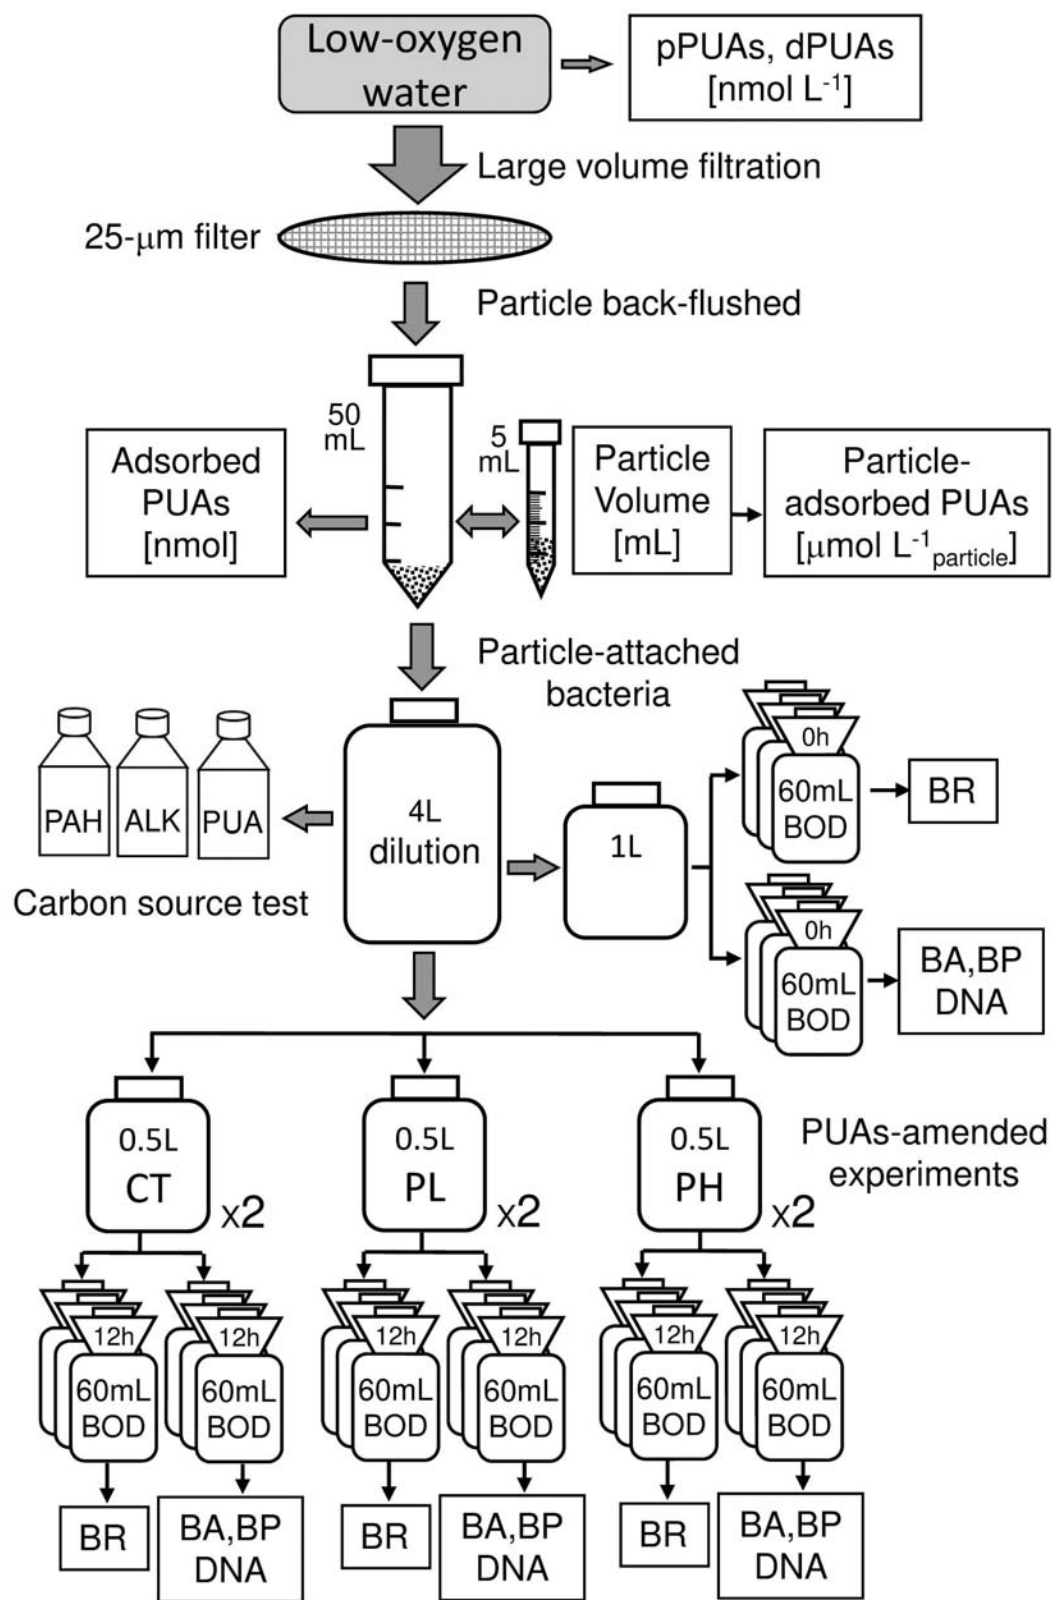 Low-oxygen
water
pPUAs, dPUAs
[nmol L-1]
Large volume filtration
25-μm filter
Particle back-flushed
50
mL
5
mL
Adsorbed
PUAs
[nmol]
Particle
Volume
[mL]
Particle-
adsorbed PUAs
[μmol L-1particle]
Particle-attached
bacteria
PAH
ALK
PUA
Carbon source test
4L
dilution
1L
0h
60mL
BOD
BR
0h
60mL
BOD
BA,BP
DNA
PUAs-amended
experiments
0.5L
CT
x2
0.5L
PL
x2
0.5L
PH
x2
12h
60mL
BOD
12h
60mL
BOD
12h
60mL
BOD
12h
60mL
BOD
12h
60mL
BOD
12h
60mL
BOD
BR
BA,BP
DNA
BR
BA,BP
DNA
BR
BA,BP
DNA